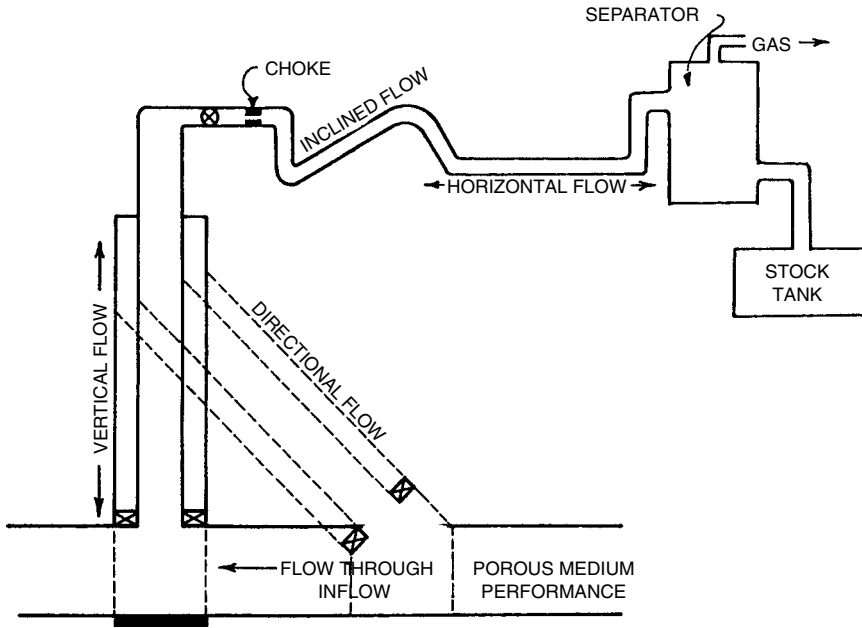 SEPARATOR
GAS
CHOKE
INCLINED FLOW
HORIZONTAL FLOW
STOCK
TANK
VERTICAL FLOW
DIRECTIONAL FLOW
FLOW THROUGH
INFLOW
POROUS MEDIUM
PERFORMANCE